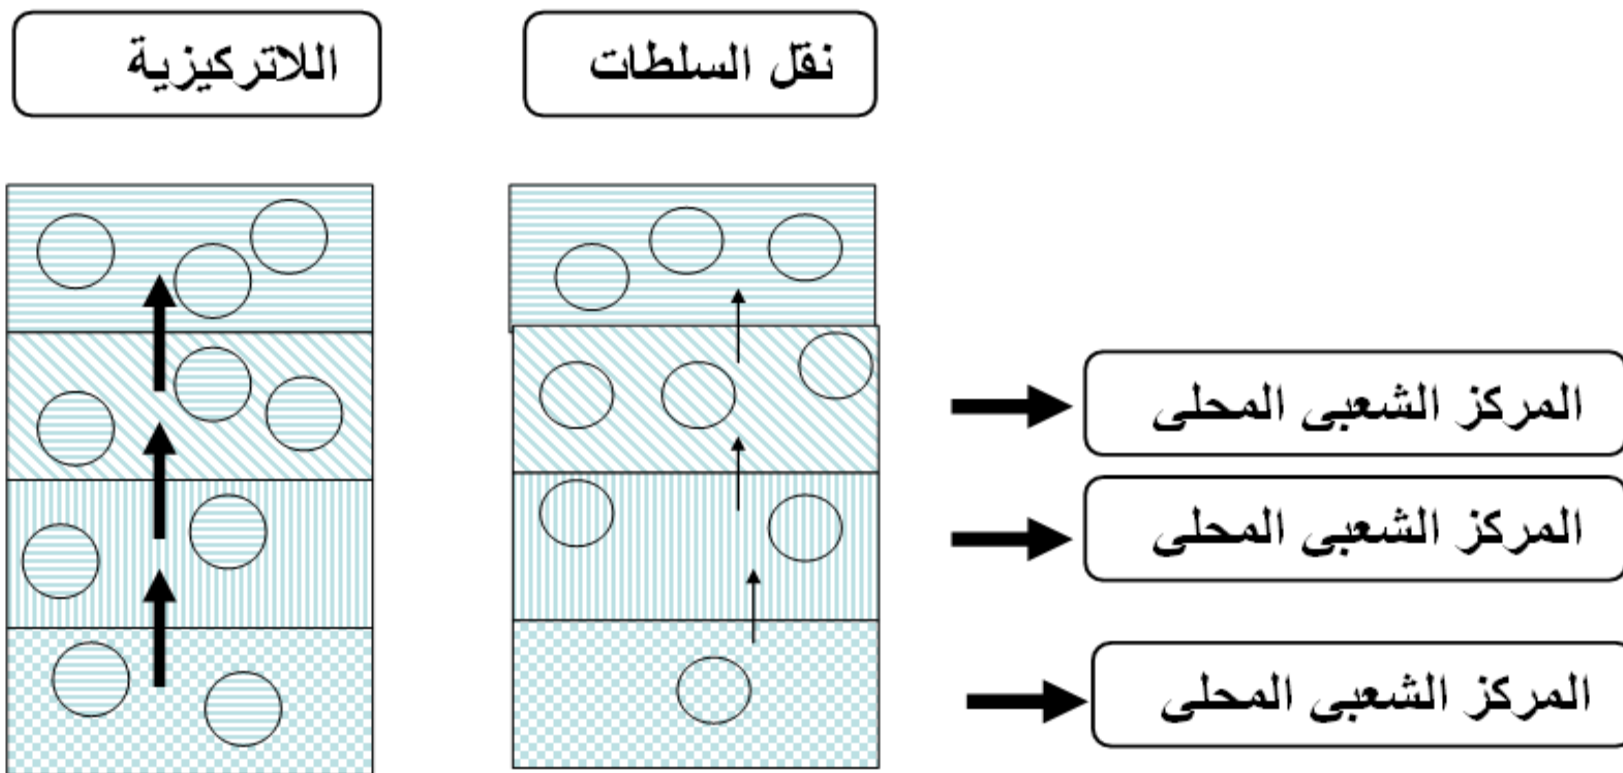 نقل السلطات
اللاتركيزية
المركز الشعبى المحلى
المركز الشعبى المحلى
المركز الشعبى المحلى